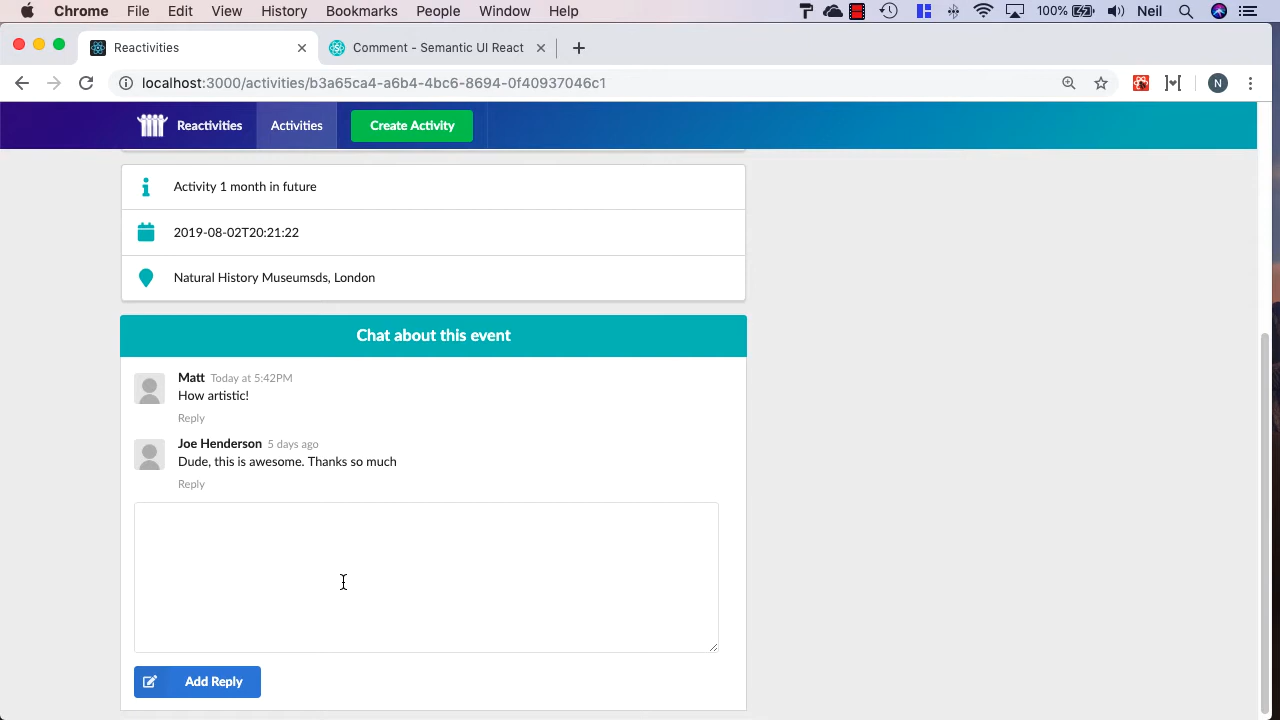 Chrome File Edit View History Bookmarks People Window Help 100% Neil
Reactivities Comment - Semantic UI React
localhost:3000/activities/b3a65ca4-a6b4-4bc6-8694-0f40937046c1 N
Reactivities Activities Create Activity
Activity 1 month in future
2019-08-02T20:21:22
Natural History Museumsds, London
Chat about this event
Matt Today at 5:42PM
How artistic!
Reply
Joe Henderson 5 days ago
Dude, this is awesome. Thanks so much
Reply
Add Reply